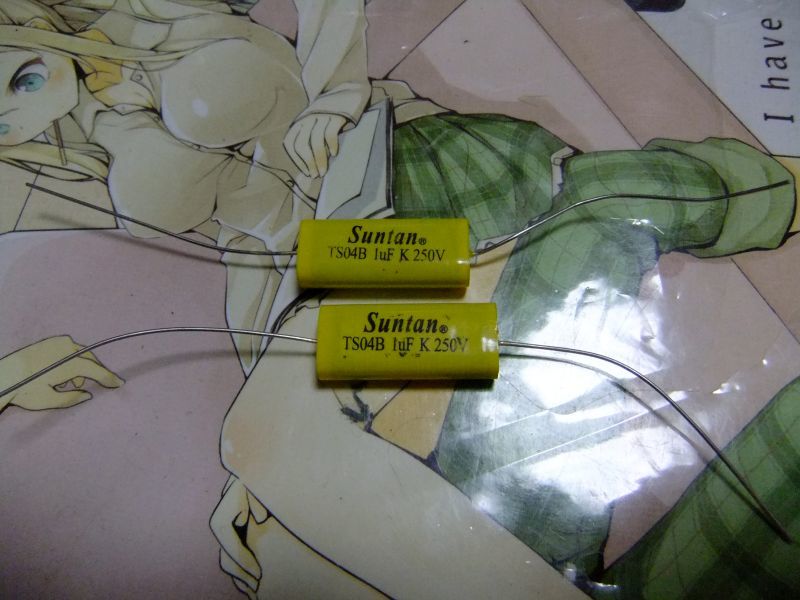 I have
Suntan®
TS04B 1uF K 250V
Suntan®
TS04B 1uF K 250V